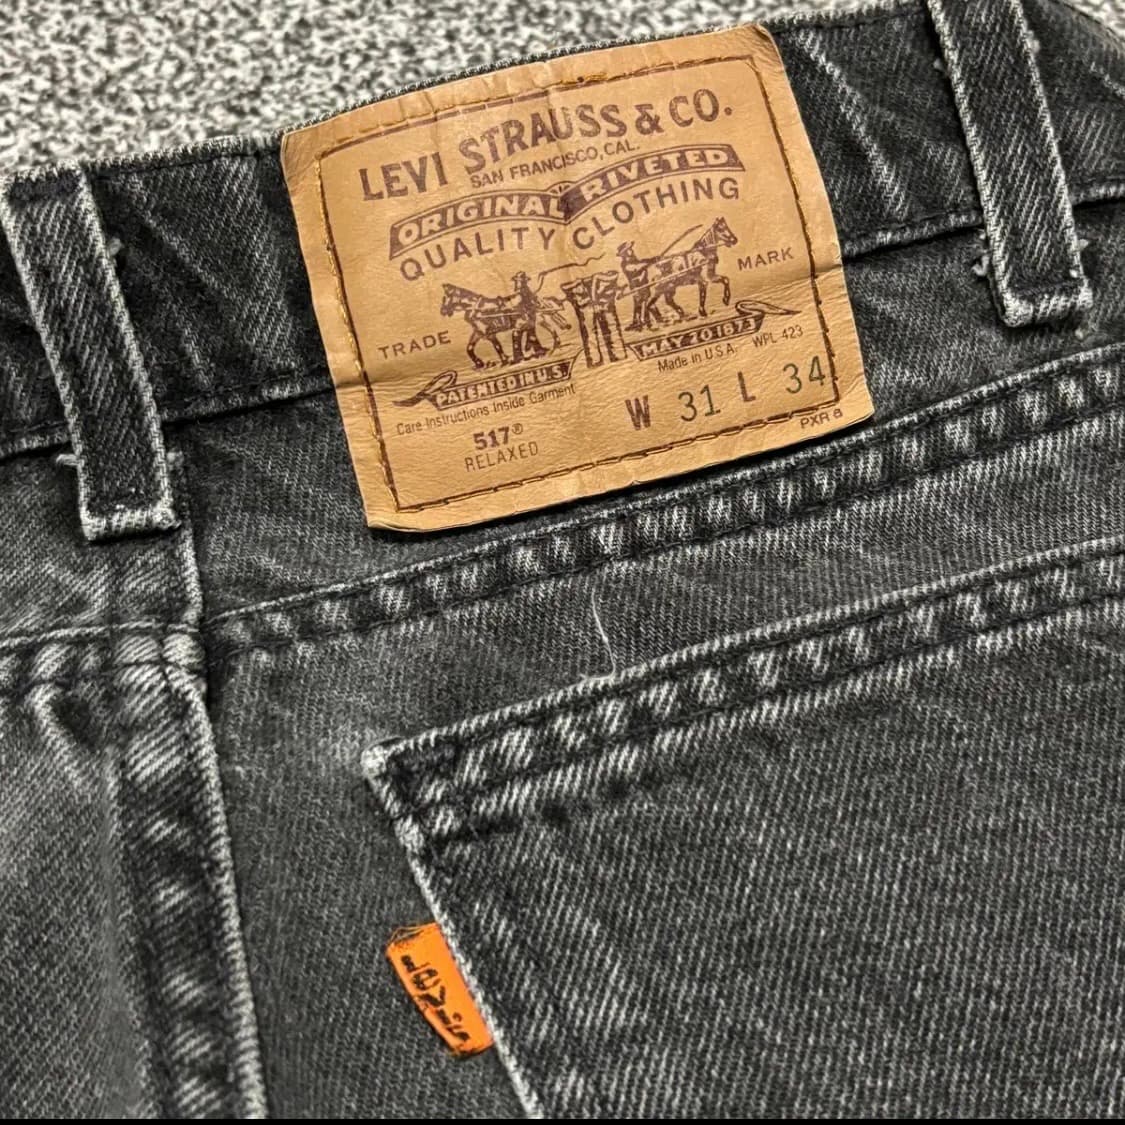 LEVI STRAUSS & CO.
SAN FRANCISCO, CAL.
ORIGINAL RIVETED
QUALITY CLOTHING
TRADE MARK
PATENTED IN U.S. MAY 20 1873
Made in U.S.A. WPL 423
Care Instructions Inside Garment
W 31 L 34
517®
RELAXED
PXR 8
LEVI'S